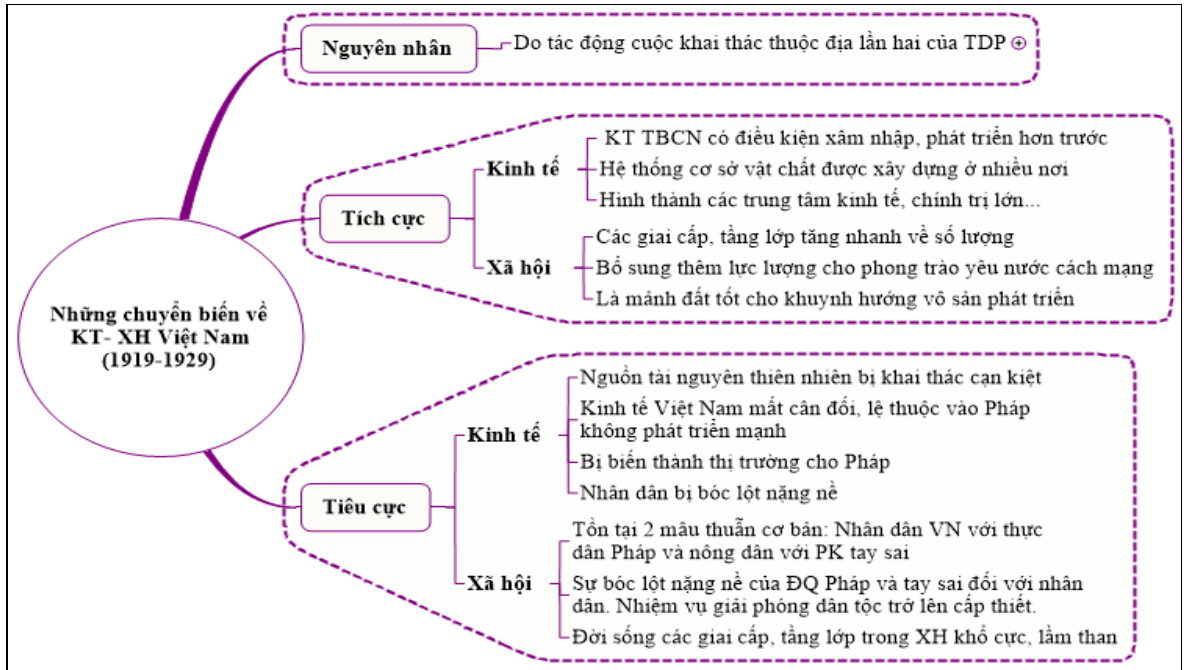 Những chuyển biến về
KT- XH Việt Nam
(1919-1929)
Nguyên nhân
Do tác động cuộc khai thác thuộc địa lần hai của TDP
Tích cực
Kinh tế
KT TBCN có điều kiện xâm nhập, phát triển hơn trước
Hệ thống cơ sở vật chất được xây dựng ở nhiều nơi
Hình thành các trung tâm kinh tế, chính trị lớn...
Xã hội
Các giai cấp, tầng lớp tăng nhanh về số lượng
Bổ sung thêm lực lượng cho phong trào yêu nước cách mạng
Là mảnh đất tốt cho khuynh hướng vô sản phát triển
Tiêu cực
Kinh tế
Nguồn tài nguyên thiên nhiên bị khai thác cạn kiệt
Kinh tế Việt Nam mất cân đối, lệ thuộc vào Pháp
không phát triển mạnh
Bị biến thành thị trường cho Pháp
Nhân dân bị bóc lột nặng nề
Xã hội
Tồn tại 2 mâu thuẫn cơ bản: Nhân dân VN với thực
dân Pháp và nông dân với PK tay sai
Sự bóc lột nặng nề của ĐQ Pháp và tay sai đối với nhân
dân. Nhiệm vụ giải phóng dân tộc trở lên cấp thiết.
Đời sống các giai cấp, tầng lớp trong XH khổ cực, lầm than